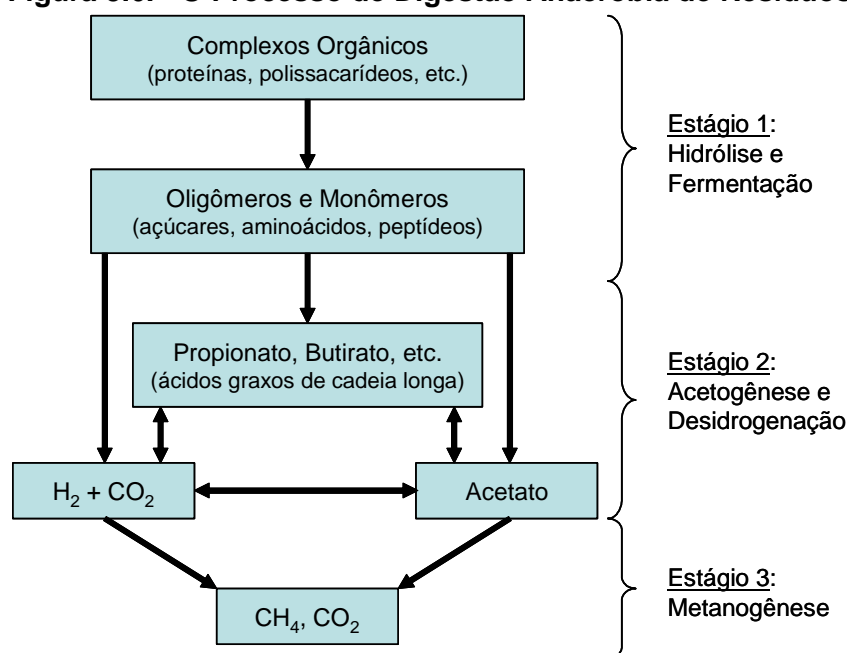 Figura - O Processo de Digestão Anaeróbia de Resíduos
Complexos Orgânicos
(proteínas, polissacarídeos, etc.)
Estágio 1:
Hidrólise e
Fermentação
Oligômeros e Monômeros
(açúcares, aminoácidos, peptídeos)
Propionato, Butirato, etc.
(ácidos graxos de cadeia longa)
Estágio 2:
Acetogênese e
Desidrogenação
H₂ + CO₂
Acetato
Estágio 3:
Metanogênese
CH₄, CO₂